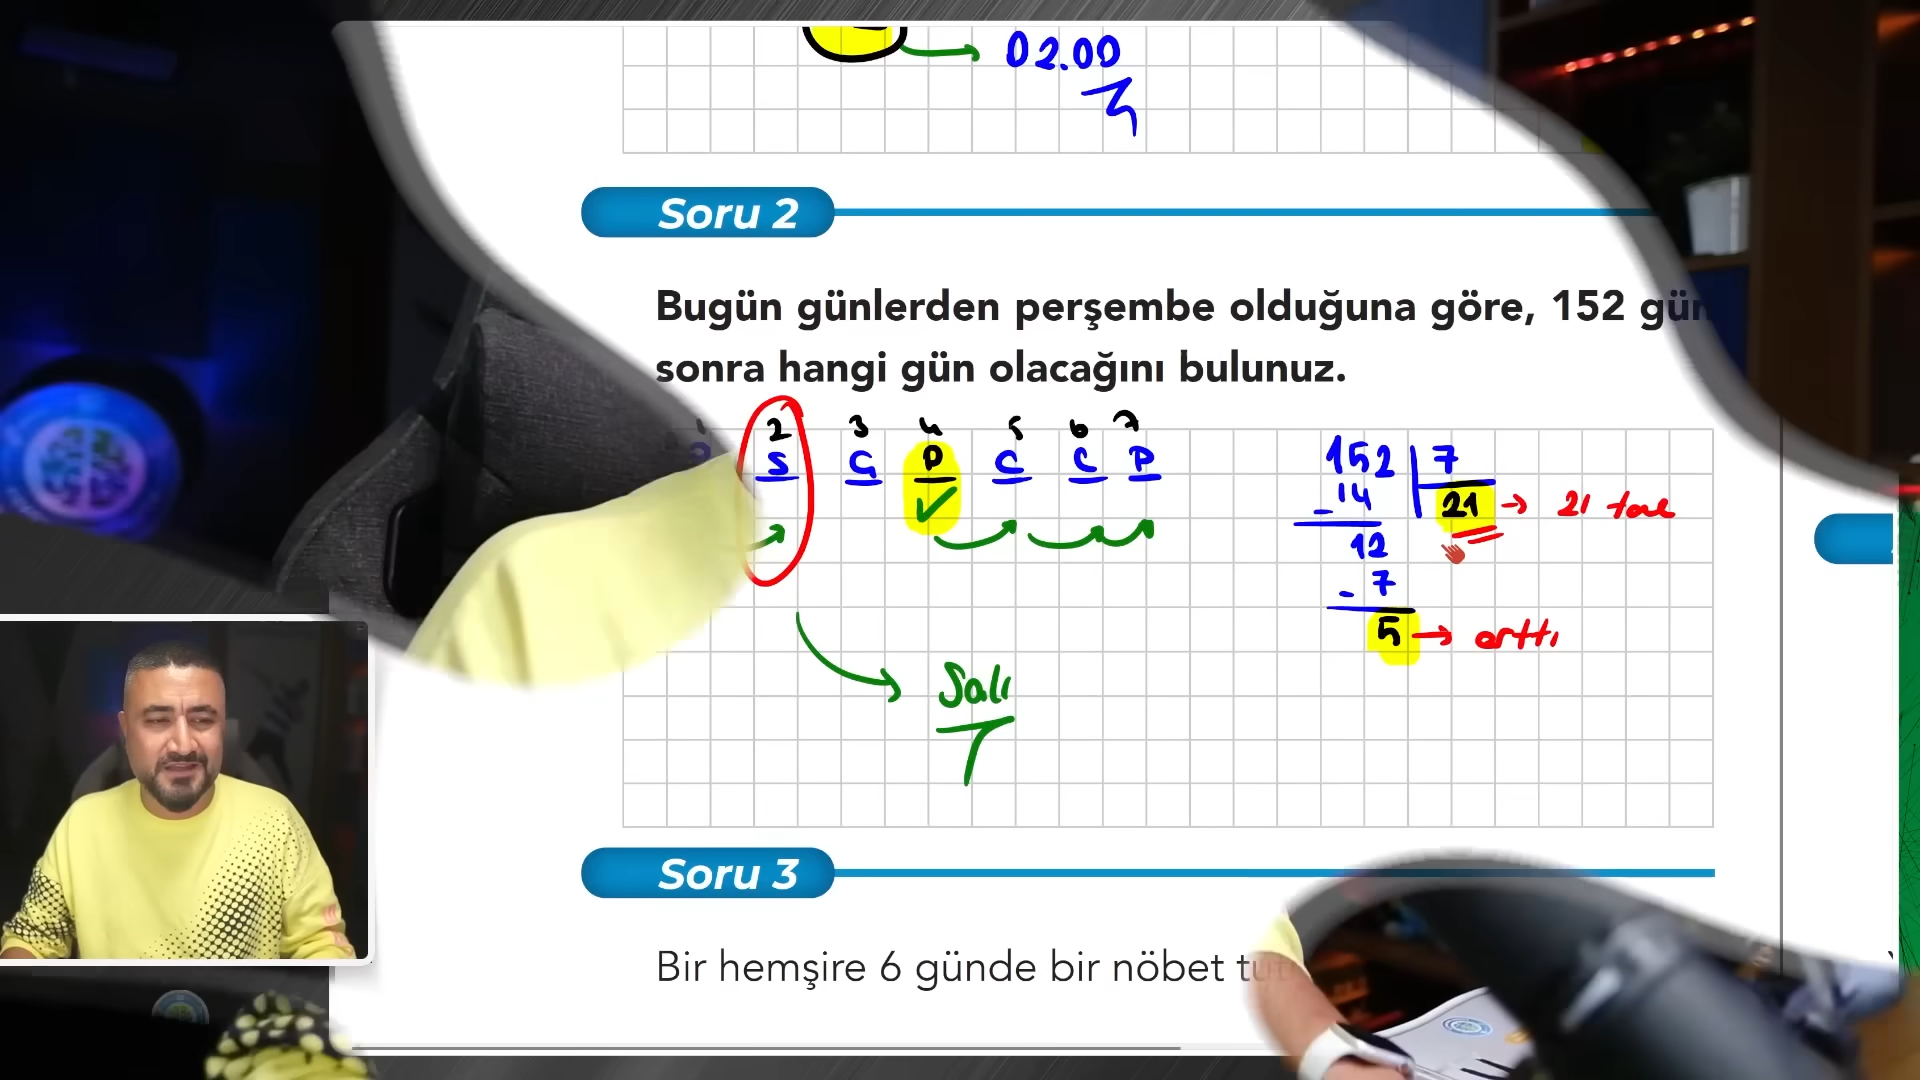 02.00
Soru 2
Bugün günlerden perşembe olduğuna göre, 152 gün
sonra hangi gün olacağını bulunuz.
2 3 4 5 6 7
S Ç P C C P
152 7
- 14 21 → 21 tane
12
- 7
5 → arttı
Salı
Soru 3
Bir hemşire 6 günde bir nöbet